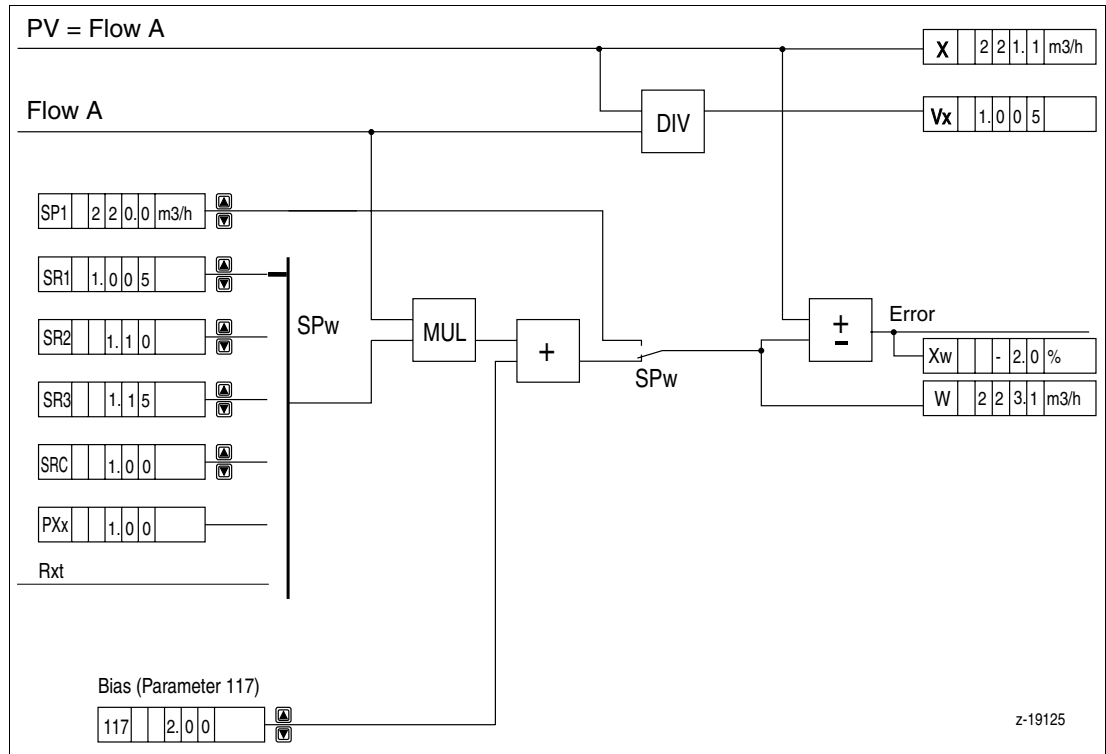 PV = Flow A
X 221.1 m3/h
Flow A
DIV
Vx 1.005
SP1 220.0 m3/h
SR1 1.005
SPw
SR2 1.10
MUL
+
SPw
+
-
Error
Xw -2.0 %
W 223.1 m3/h
SR3 1.15
SRC 1.00
PXx 1.00
Rxt
Bias (Parameter 117)
117 2.00
z-19125